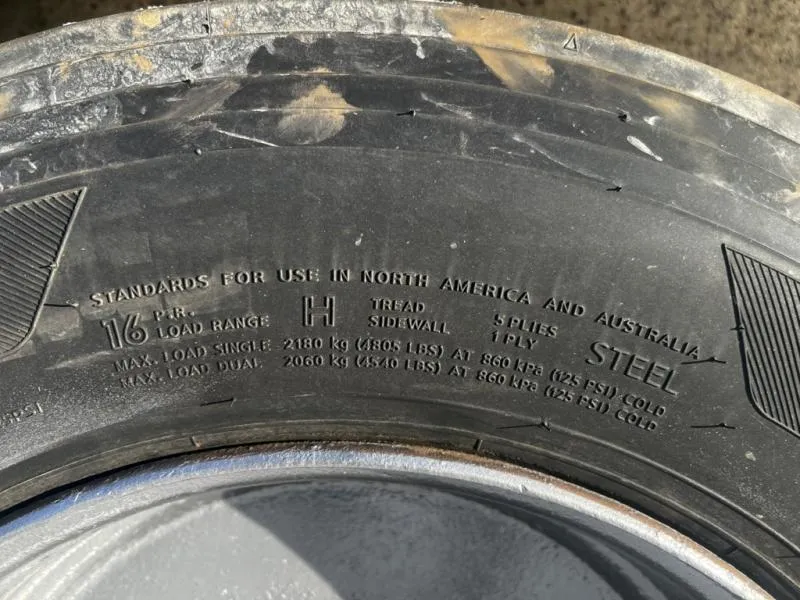 STANDARDS FOR USE IN NORTH AMERICA AND AUSTRALIA
16 P.R. LOAD RANGE H TREAD 5 PLIES STEEL
SIDEWALL 1 PLY
MAX. LOAD SINGLE 2180 kg (4805 LBS) AT 860 kPa (125 PSI) COLD
MAX. LOAD DUAL 2060 kg (4540 LBS) AT 860 kPa (125 PSI) COLD